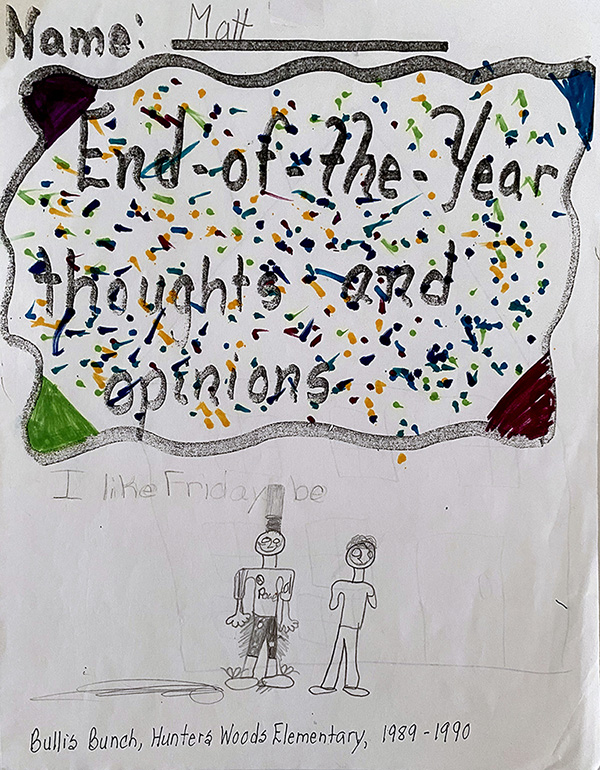 Name: Matt
End-of-the-Year
thoughts and
opinions
I like Friday be
Bullis Bunch, Hunters Woods Elementary, 1989-1990